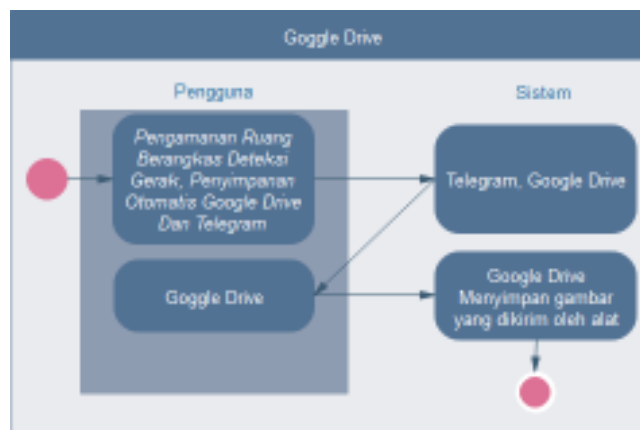 Goggle Drive
Pengguna
Sistem
Pengamanan Ruang
Berangkas Deteksi
Gerak, Penyimpanan
Otomatis Google Drive
Dan Telegram
Telegram, Google Drive
Goggle Drive
Google Drive
Menyimpan gambar
yang dikirim oleh alat